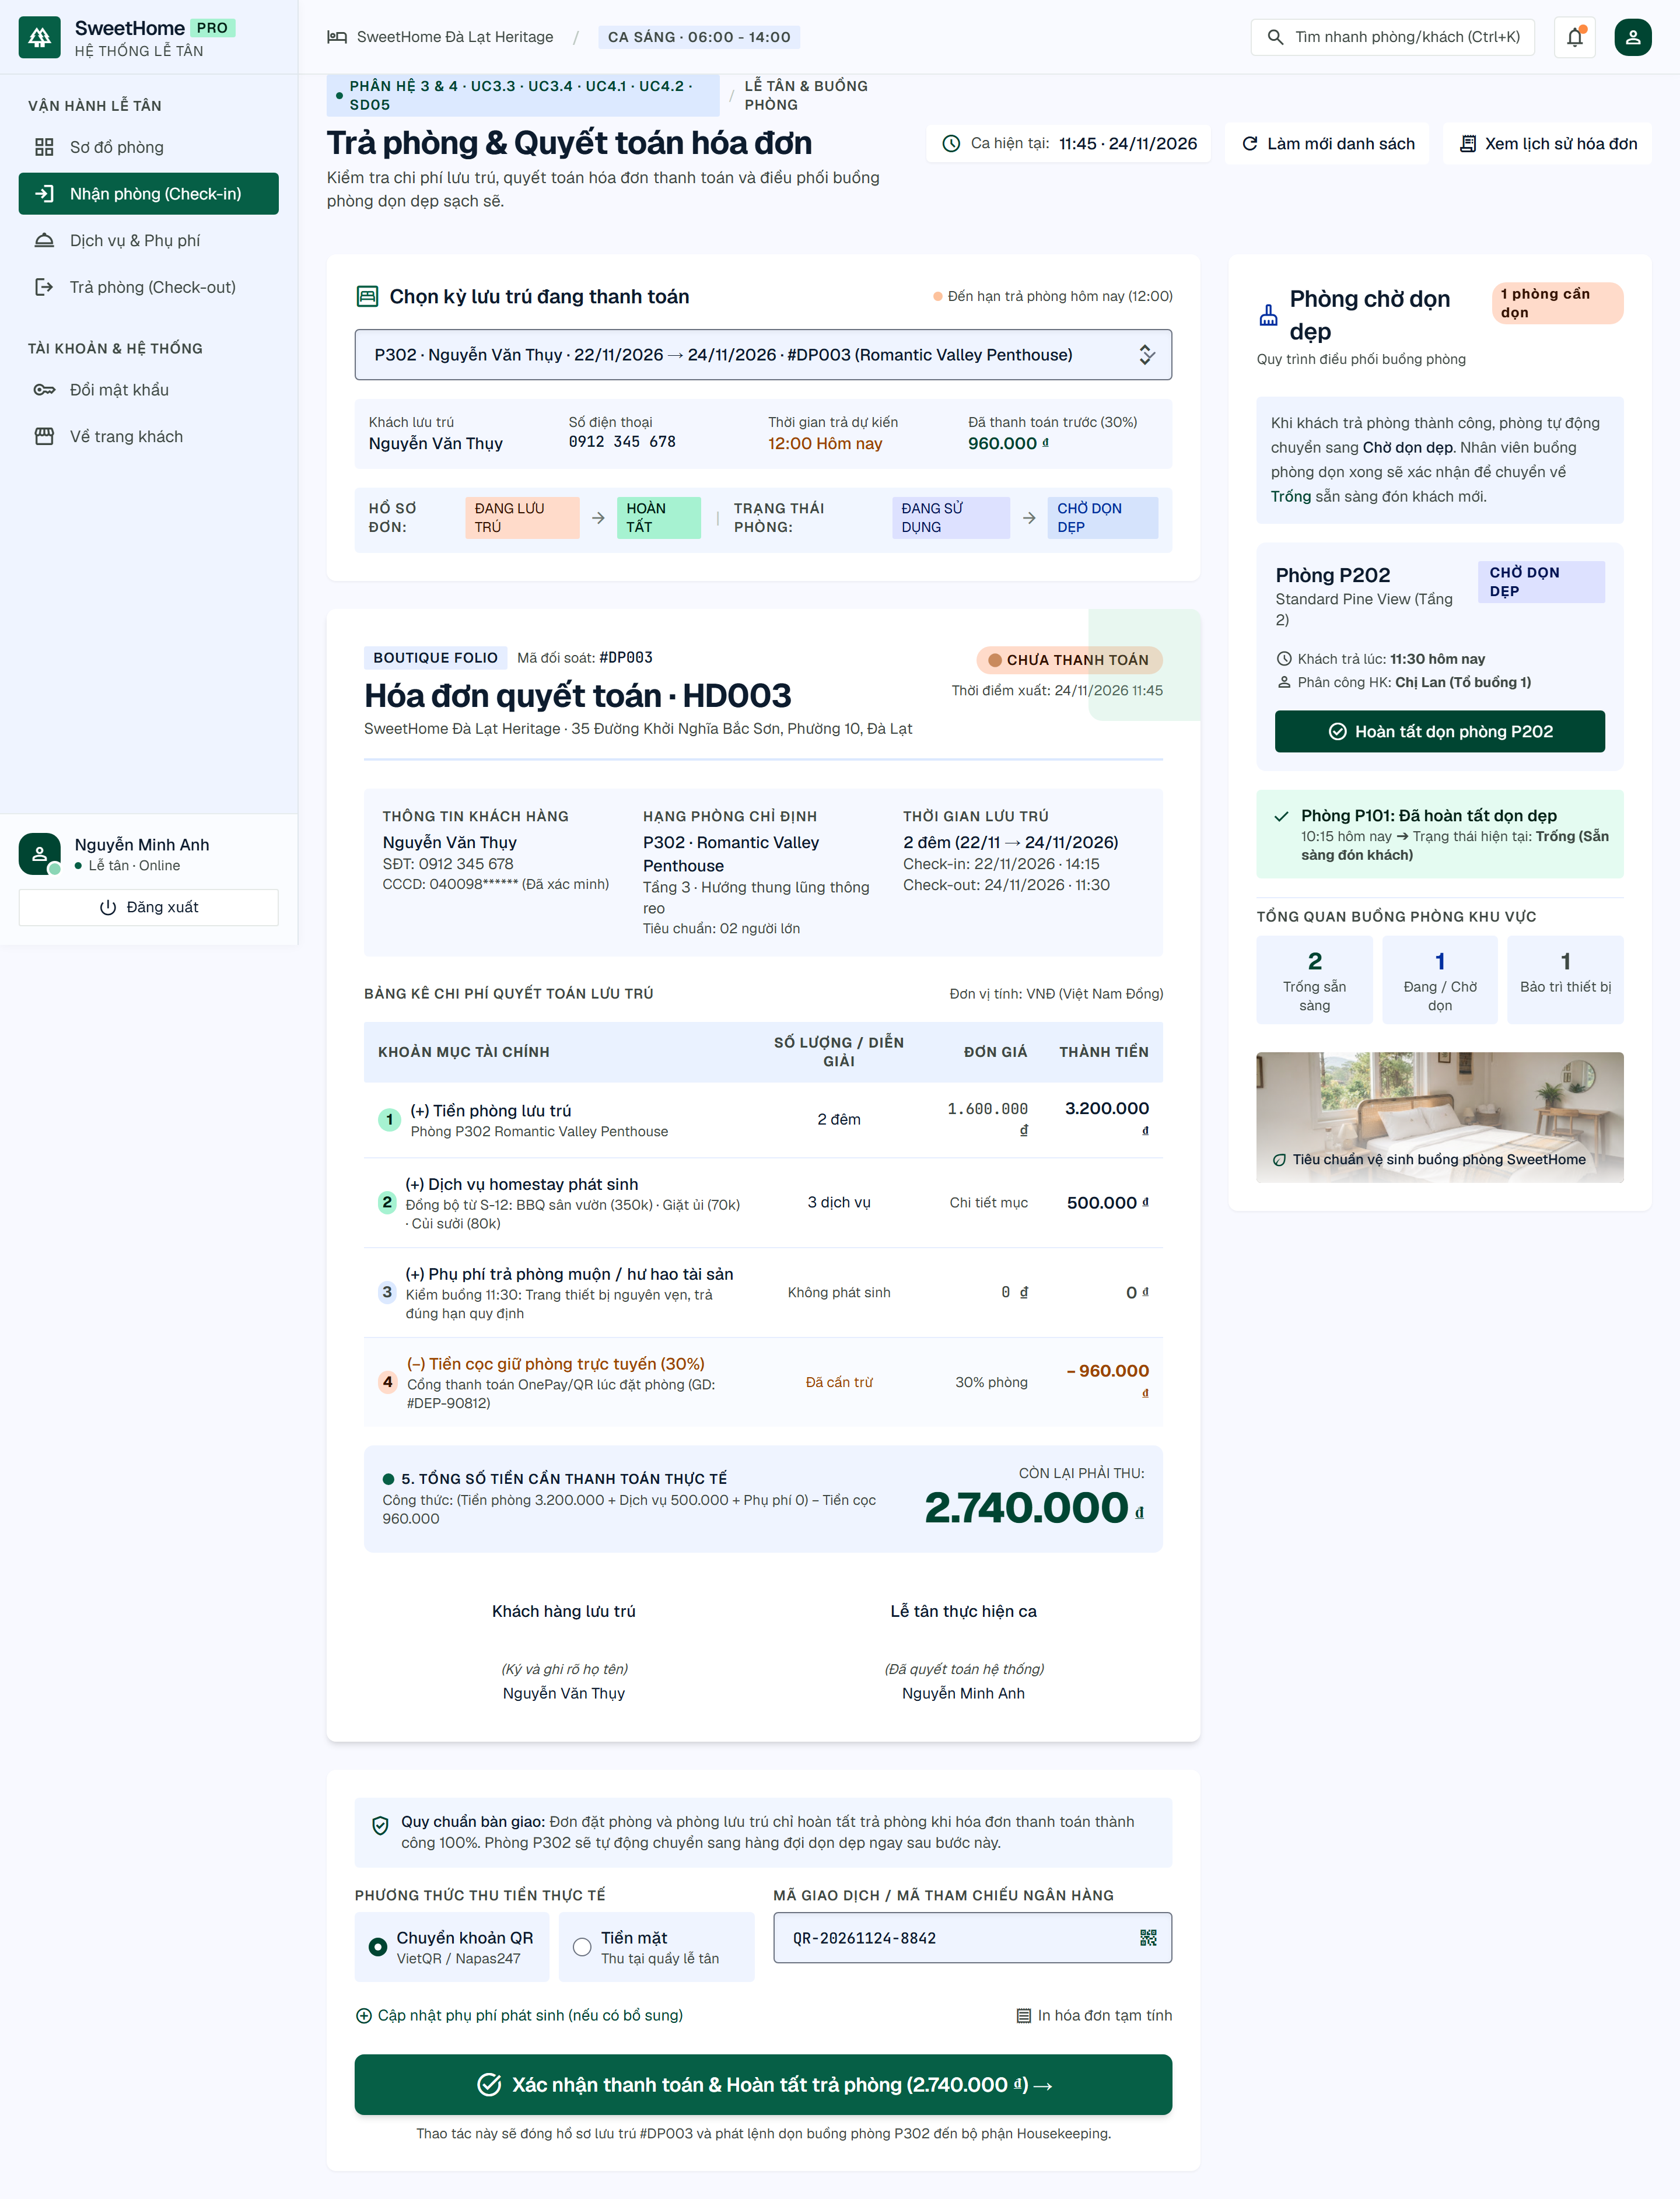 SweetHome PRO
HỆ THỐNG LỄ TÂN
SweetHome Đà Lạt Heritage / CA SÁNG · 06:00 - 14:00
Tìm nhanh phòng/khách (Ctrl+K)
VẬN HÀNH LỄ TÂN
Sơ đồ phòng
Nhận phòng (Check-in)
Dịch vụ & Phụ phí
Trả phòng (Check-out)
TÀI KHOẢN & HỆ THỐNG
Đổi mật khẩu
Về trang khách
Nguyễn Minh Anh
Lễ tân · Online
Đăng xuất
PHÂN HỆ 3 & 4 · UC3.3 · UC3.4 · UC4.1 · UC4.2 ·
SD05
/ LỄ TÂN & BUỒNG
PHÒNG
Trả phòng & Quyết toán hóa đơn
Kiểm tra chi phí lưu trú, quyết toán hóa đơn thanh toán và điều phối buồng
phòng dọn dẹp sạch sẽ.
Ca hiện tại: 11:45 · 24/11/2026
Làm mới danh sách
Xem lịch sử hóa đơn
Chọn kỳ lưu trú đang thanh toán
Đến hạn trả phòng hôm nay (12:00)
P302 · Nguyễn Văn Thụy · 22/11/2026 → 24/11/2026 · #DP003 (Romantic Valley Penthouse)
Khách lưu trú
Nguyễn Văn Thụy
Số điện thoại
0912 345 678
Thời gian trả dự kiến
12:00 Hôm nay
Đã thanh toán trước (30%)
960.000 ₫
HỒ SƠ
ĐƠN:
ĐANG LƯU
TRÚ
→
HOÀN
TẤT
|
TRẠNG THÁI
PHÒNG:
ĐANG SỬ
DỤNG
→
CHỜ DỌN
DẸP
BOUTIQUE FOLIO Mã đối soát: #DP003
Hóa đơn quyết toán · HD003
SweetHome Đà Lạt Heritage · 35 Đường Khởi Nghĩa Bắc Sơn, Phường 10, Đà Lạt
CHƯA THANH TOÁN
Thời điểm xuất: 24/11/2026 11:45
THÔNG TIN KHÁCH HÀNG
Nguyễn Văn Thụy
SĐT: 0912 345 678
CCCD: 040098****** (Đã xác minh)
HẠNG PHÒNG CHỈ ĐỊNH
P302 · Romantic Valley
Penthouse
Tầng 3 · Hướng thung lũng thông
reo
Tiêu chuẩn: 02 người lớn
THỜI GIAN LƯU TRÚ
2 đêm (22/11 → 24/11/2026)
Check-in: 22/11/2026 · 14:15
Check-out: 24/11/2026 · 11:30
BẢNG KÊ CHI PHÍ QUYẾT TOÁN LƯU TRÚ
Đơn vị tính: VNĐ (Việt Nam Đồng)
KHOẢN MỤC TÀI CHÍNH
SỐ LƯỢNG / DIỄN
GIẢI
ĐƠN GIÁ
THÀNH TIỀN
1
(+) Tiền phòng lưu trú
Phòng P302 Romantic Valley Penthouse
2 đêm
1.600.000
₫
3.200.000
₫
2
(+) Dịch vụ homestay phát sinh
Đồng bộ từ S-12: BBQ sân vườn (350k) · Giặt ủi (70k)
· Củi sưởi (80k)
3 dịch vụ
Chi tiết mục
500.000 ₫
3
(+) Phụ phí trả phòng muộn / hư hao tài sản
Kiểm buồng 11:30: Trang thiết bị nguyên vẹn, trả
đúng hạn quy định
Không phát sinh
0 ₫
0 ₫
4
(−) Tiền cọc giữ phòng trực tuyến (30%)
Cổng thanh toán OnePay/QR lúc đặt phòng (GD:
#DEP-90812)
Đã cấn trừ
30% phòng
− 960.000
₫
5. TỔNG SỐ TIỀN CẦN THANH TOÁN THỰC TẾ
Công thức: (Tiền phòng 3.200.000 + Dịch vụ 500.000 + Phụ phí 0) − Tiền cọc
960.000
CÒN LẠI PHẢI THU:
2.740.000 ₫
Khách hàng lưu trú
(Ký và ghi rõ họ tên)
Nguyễn Văn Thụy
Lễ tân thực hiện ca
(Đã quyết toán hệ thống)
Nguyễn Minh Anh
Quy chuẩn bàn giao: Đơn đặt phòng và phòng lưu trú chỉ hoàn tất trả phòng khi hóa đơn thanh toán thành
công 100%. Phòng P302 sẽ tự động chuyển sang hàng đợi dọn dẹp ngay sau bước này.
PHƯƠNG THỨC THU TIỀN THỰC TẾ
Chuyển khoản QR
VietQR / Napas247
Tiền mặt
Thu tại quầy lễ tân
MÃ GIAO DỊCH / MÃ THAM CHIẾU NGÂN HÀNG
QR-20261124-8842
Cập nhật phụ phí phát sinh (nếu có bổ sung)
In hóa đơn tạm tính
Xác nhận thanh toán & Hoàn tất trả phòng (2.740.000 ₫) →
Thao tác này sẽ đóng hồ sơ lưu trú #DP003 và phát lệnh dọn buồng phòng P302 đến bộ phận Housekeeping.
Phòng chờ dọn
dẹp
1 phòng cần
dọn
Quy trình điều phối buồng phòng
Khi khách trả phòng thành công, phòng tự động
chuyển sang Chờ dọn dẹp. Nhân viên buồng
phòng dọn xong sẽ xác nhận để chuyển về
Trống sẵn sàng đón khách mới.
Phòng P202
Standard Pine View (Tầng
2)
CHỜ DỌN
DẸP
Khách trả lúc: 11:30 hôm nay
Phân công HK: Chị Lan (Tổ buồng 1)
Hoàn tất dọn phòng P202
Phòng P101: Đã hoàn tất dọn dẹp
10:15 hôm nay ➔ Trạng thái hiện tại: Trống (Sẵn
sàng đón khách)
TỔNG QUAN BUỒNG PHÒNG KHU VỰC
2
Trống sẵn
sàng
1
Đang / Chờ
dọn
1
Bảo trì thiết bị
Tiêu chuẩn vệ sinh buồng phòng SweetHome